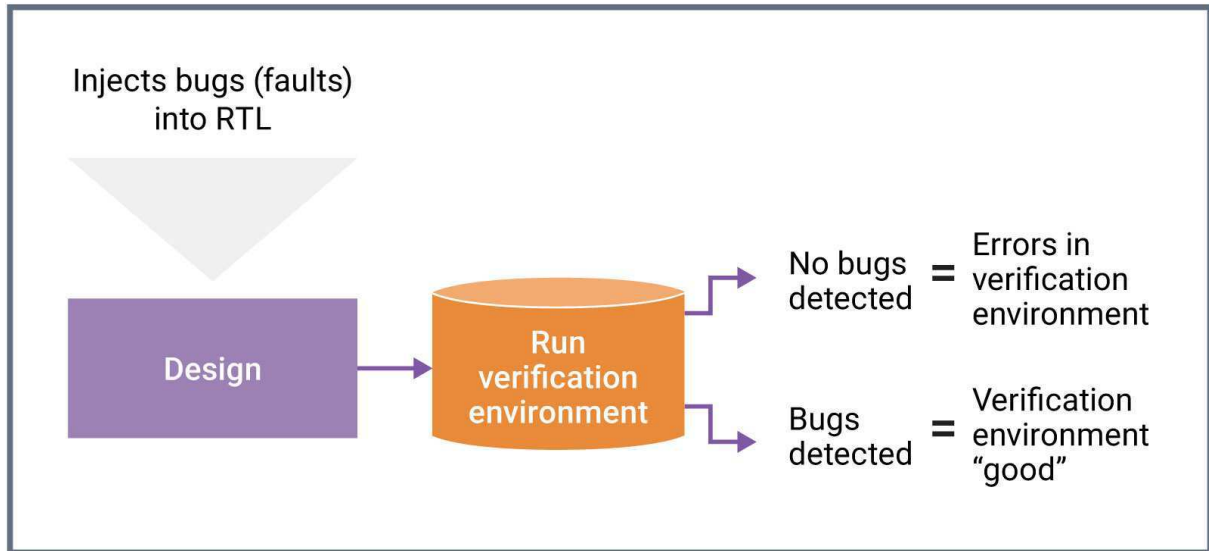 Injects bugs (faults)
into RTL
Design
Run
verification
environment
No bugs
detected
=
Errors in
verification
environment
Bugs
detected
=
Verification
environment
“good”